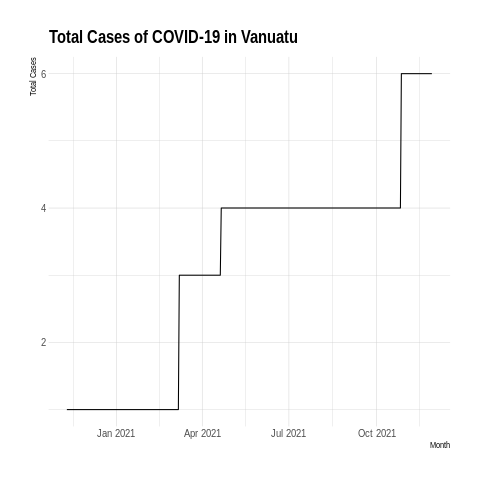 Total Cases of COVID-19 in Vanuatu
Total Cases
6
4
2
Jan 2021 Apr 2021 Jul 2021 Oct 2021
Month